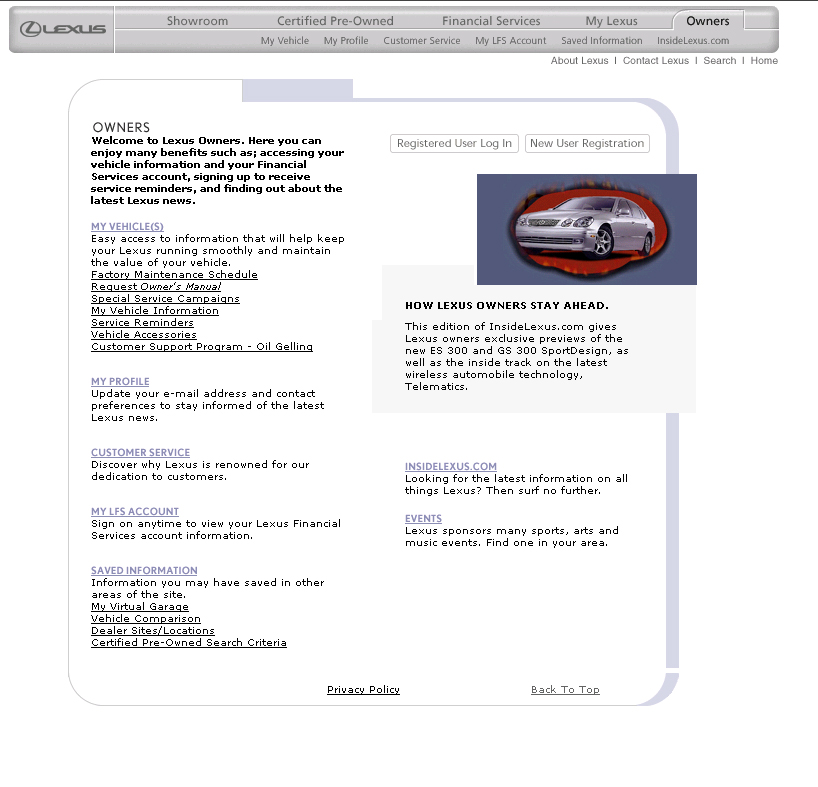 LEXUS
Showroom Certified Pre-Owned Financial Services My Lexus Owners
My Vehicle My Profile Customer Service My LFS Account Saved Information InsideLexus.com
About Lexus | Contact Lexus | Search | Home
OWNERS
Welcome to Lexus Owners. Here you can
enjoy many benefits such as; accessing your
vehicle information and your Financial
Services account, signing up to receive
service reminders, and finding out about the
latest Lexus news.
Registered User Log In New User Registration
MY VEHICLE(S)
Easy access to information that will help keep
your Lexus running smoothly and maintain
the value of your vehicle.
Factory Maintenance Schedule
Request Owner's Manual
Special Service Campaigns
My Vehicle Information
Service Reminders
Vehicle Accessories
Customer Support Program - Oil Gelling
MY PROFILE
Update your e-mail address and contact
preferences to stay informed of the latest
Lexus news.
CUSTOMER SERVICE
Discover why Lexus is renowned for our
dedication to customers.
MY LFS ACCOUNT
Sign on anytime to view your Lexus Financial
Services account information.
SAVED INFORMATION
Information you may have saved in other
areas of the site.
My Virtual Garage
Vehicle Comparison
Dealer Sites/Locations
Certified Pre-Owned Search Criteria
HOW LEXUS OWNERS STAY AHEAD.
This edition of InsideLexus.com gives
Lexus owners exclusive previews of the
new ES 300 and GS 300 SportDesign, as
well as the inside track on the latest
wireless automobile technology,
Telematics.
INSIDELEXUS.COM
Looking for the latest information on all
things Lexus? Then surf no further.
EVENTS
Lexus sponsors many sports, arts and
music events. Find one in your area.
Privacy Policy Back To Top